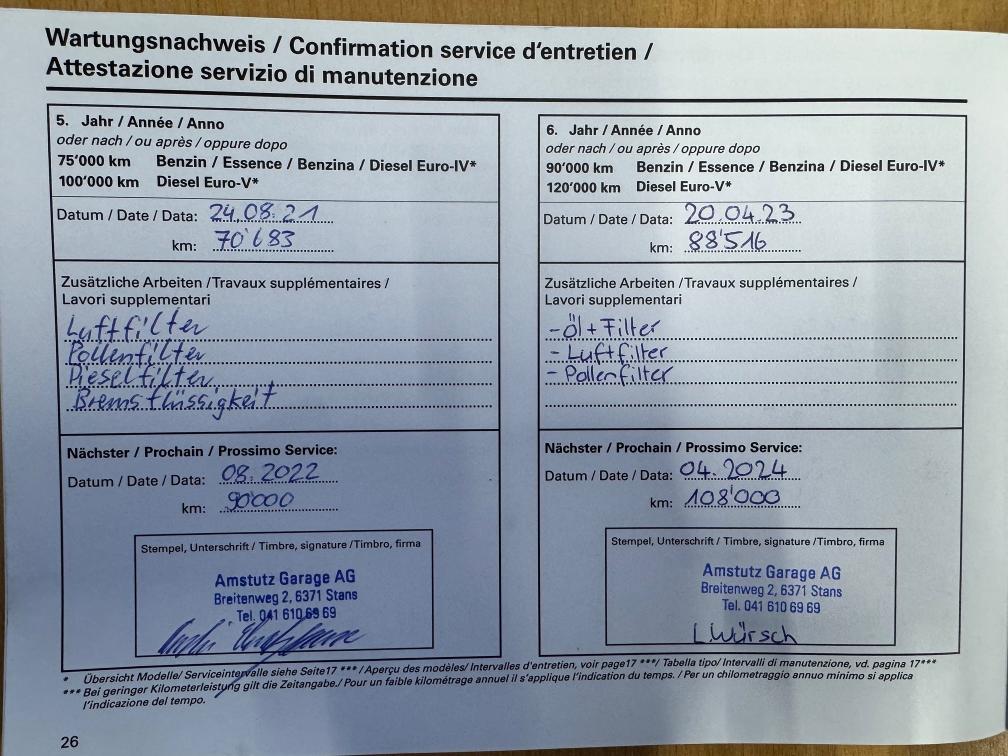 Wartungsnachweis / Confirmation service d'entretien /
Attestazione servizio di manutenzione
5. Jahr / Année / Anno
oder nach / ou après / oppure dopo
75'000 km Benzin / Essence / Benzina / Diesel Euro-IV*
100'000 km Diesel Euro-V*
Datum / Date / Data: 24.08.21
km: 70'683
Zusätzliche Arbeiten / Travaux supplémentaires /
Lavori supplementari
Luftfilter
Pollenfilter
Dieselfilter
Bremsflüssigkeit
Nächster / Prochain / Prossimo Service:
Datum / Date / Data: 08.2022
km: 90'000
Stempel, Unterschrift / Timbre, signature / Timbro, firma
Amstutz Garage AG
Breitenweg 2, 6371 Stans
Tel. 041 610 69 69
6. Jahr / Année / Anno
oder nach / ou après / oppure dopo
90'000 km Benzin / Essence / Benzina / Diesel Euro-IV*
120'000 km Diesel Euro-V*
Datum / Date / Data: 20.04.23
km: 88'516
Zusätzliche Arbeiten / Travaux supplémentaires /
Lavori supplementari
- Öl + Filter
- Luftfilter
- Pollenfilter
Nächster / Prochain / Prossimo Service:
Datum / Date / Data: 04.2024
km: 108'000
Stempel, Unterschrift / Timbre, signature / Timbro, firma
Amstutz Garage AG
Breitenweg 2, 6371 Stans
Tel. 041 610 69 69
L Würsch
* Übersicht Modelle/ Serviceintervalle siehe Seite17 *** / Aperçu des modèles/ Intervalles d'entretien, voir page17 ***/ Tabella tipo/ Intervalli di manutenzione, vd. pagina 17***
*** Bei geringer Kilometerleistung gilt die Zeitangabe./ Pour un faible kilométrage annuel il s'applique l'indication du temps. / Per un chilometraggio annuo minimo si applica
l'indicazione del tempo.
26